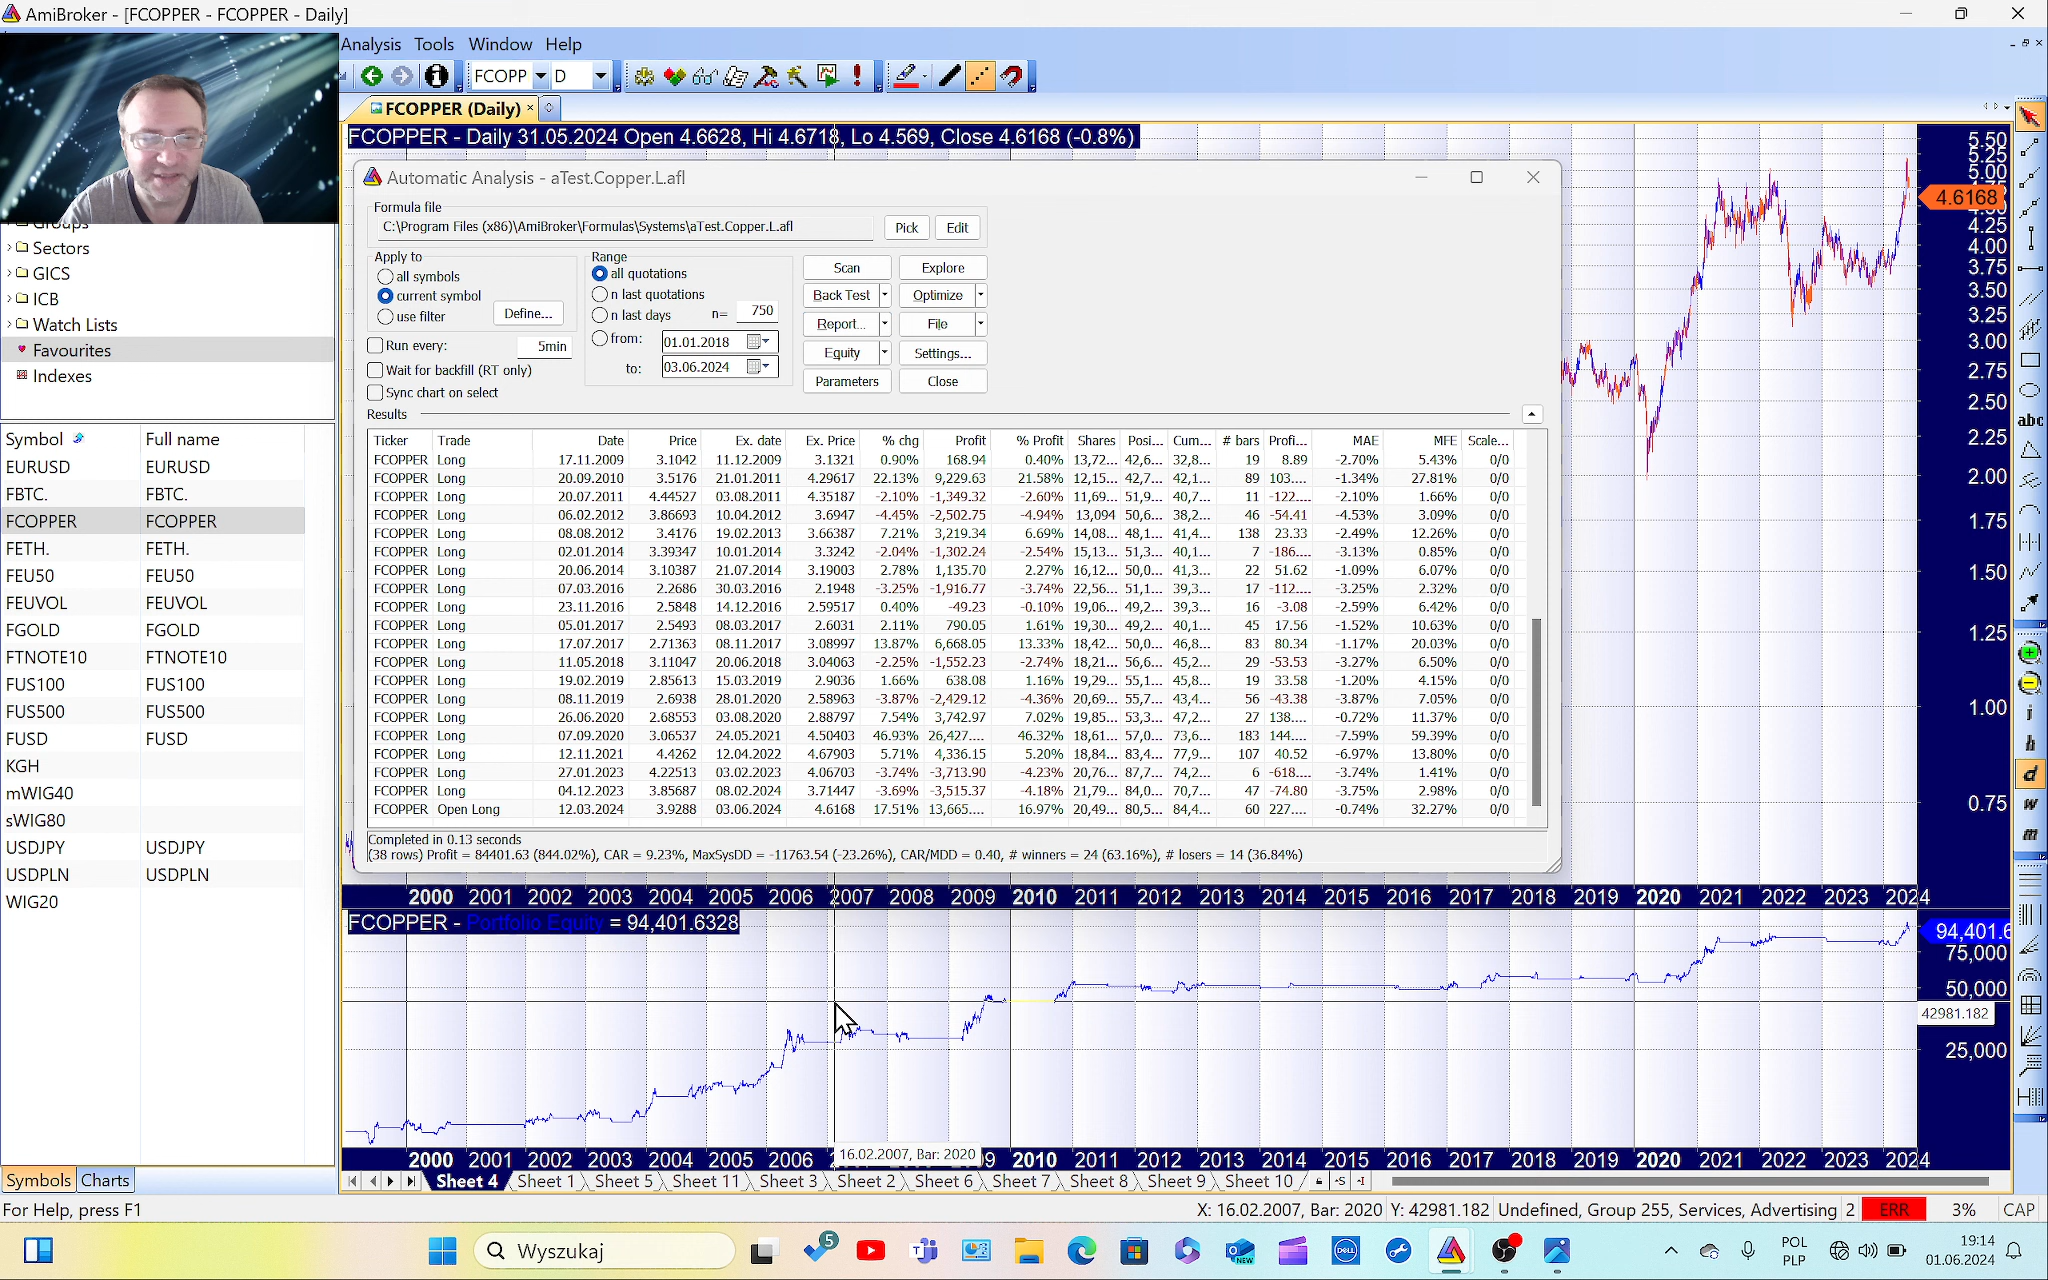 AmiBroker - [FCOPPER - FCOPPER - Daily]
Analysis Tools Window Help
FCOPP D
FCOPPER (Daily)
FCOPPER - Daily 31.05.2024 Open 4.6628, Hi 4.6718, Lo 4.569, Close 4.6168 (-0.8%)
Automatic Analysis - aTest.Copper.L.afl
Formula file
C:\Program Files (x86)\AmiBroker\Formulas\Systems\aTest.Copper.L.afl Pick Edit
Apply to
all symbols
current symbol
use filter Define...
Run every: 5min
Wait for backfill (RT only)
Sync chart on select
Range
all quotations
n last quotations
n last days n= 750
from: 01.01.2018
to: 03.06.2024
Scan Explore
Back Test Optimize
Report... File
Equity Settings...
Parameters Close
Results
Ticker Trade Date Price Ex. date Ex. Price % chg Profit % Profit Shares Posi... Cum... # bars Profi... MAE MFE Scale...
FCOPPER Long 17.11.2009 3.1042 11.12.2009 3.1321 0.90% 168.94 0.40% 13,72... 42,6... 32,8... 19 8.89 -2.70% 5.43% 0/0
FCOPPER Long 20.09.2010 3.5176 21.01.2011 4.29617 22.13% 9,229.63 21.58% 12,15... 42,7... 42,1... 89 103.... -1.34% 27.81% 0/0
FCOPPER Long 20.07.2011 4.44527 03.08.2011 4.35187 -2.10% -1,349.32 -2.60% 11,69... 51,9... 40,7... 11 -122.... -2.10% 1.66% 0/0
FCOPPER Long 06.02.2012 3.86693 10.04.2012 3.6947 -4.45% -2,502.75 -4.94% 13,094 50,6... 38,2... 46 -54.41 -4.53% 3.09% 0/0
FCOPPER Long 08.08.2012 3.4176 19.02.2013 3.66387 7.21% 3,219.34 6.69% 14,08... 48,1... 41,4... 138 23.33 -2.49% 12.26% 0/0
FCOPPER Long 02.01.2014 3.39347 10.01.2014 3.3242 -2.04% -1,302.24 -2.54% 15,13... 51,3... 40,1... 7 -186.... -3.13% 0.85% 0/0
FCOPPER Long 20.06.2014 3.10387 21.07.2014 3.19003 2.78% 1,135.70 2.27% 16,12... 50,0... 41,3... 22 51.62 -1.09% 6.07% 0/0
FCOPPER Long 07.03.2016 2.2686 30.03.2016 2.1948 -3.25% -1,916.77 -3.74% 22,56... 51,1... 39,3... 17 -112.... -3.25% 2.32% 0/0
FCOPPER Long 23.11.2016 2.5848 14.12.2016 2.59517 0.40% -49.23 -0.10% 19,06... 49,2... 39,3... 16 -3.08 -2.59% 6.42% 0/0
FCOPPER Long 05.01.2017 2.5493 08.03.2017 2.6031 2.11% 790.05 1.61% 19,30... 49,2... 40,1... 45 17.56 -1.52% 10.63% 0/0
FCOPPER Long 17.07.2017 2.71363 08.11.2017 3.08997 13.87% 6,668.05 13.33% 18,42... 50,0... 46,8... 83 80.34 -1.17% 20.03% 0/0
FCOPPER Long 11.05.2018 3.11047 20.06.2018 3.04063 -2.25% -1,552.23 -2.74% 18,21... 56,6... 45,2... 29 -53.53 -3.27% 6.50% 0/0
FCOPPER Long 19.02.2019 2.85613 15.03.2019 2.9036 1.66% 638.08 1.16% 19,29... 55,1... 45,8... 19 33.58 -1.20% 4.15% 0/0
FCOPPER Long 08.11.2019 2.6938 28.01.2020 2.58963 -3.87% -2,429.12 -4.36% 20,69... 55,7... 43,4... 56 -43.38 -3.87% 7.05% 0/0
FCOPPER Long 26.06.2020 2.68553 03.08.2020 2.88797 7.54% 3,742.97 7.02% 19,85... 53,3... 47,2... 27 138.... -0.72% 11.37% 0/0
FCOPPER Long 07.09.2020 3.06537 24.05.2021 4.50403 46.93% 26,427.... 46.32% 18,61... 57,0... 73,6... 183 144.... -7.59% 59.39% 0/0
FCOPPER Long 12.11.2021 4.4262 12.04.2022 4.67903 5.71% 4,336.15 5.20% 18,84... 83,4... 77,9... 107 40.52 -6.97% 13.80% 0/0
FCOPPER Long 27.01.2023 4.22513 03.02.2023 4.06703 -3.74% -3,713.90 -4.23% 20,76... 87,7... 74,2... 6 -618.... -3.74% 1.41% 0/0
FCOPPER Long 04.12.2023 3.85687 08.02.2024 3.71447 -3.69% -3,515.37 -4.18% 21,79... 84,0... 70,7... 47 -74.80 -3.75% 2.98% 0/0
FCOPPER Open Long 12.03.2024 3.9288 03.06.2024 4.6168 17.51% 13,665.... 16.97% 20,49... 80,5... 84,4... 60 227.... -0.74% 32.27% 0/0
Completed in 0.13 seconds
(38 rows) Profit = 84401.63 (844.02%), CAR = 9.23%, MaxSysDD = -11763.54 (-23.26%), CAR/MDD = 0.40, # winners = 24 (63.16%), # losers = 14 (36.84%)
5.50
5.25
5.00
4.6168
4.25
4.00
3.75
3.50
3.25
3.00
2.75
2.50
2.25
2.00
1.75
1.50
1.25
1.00
0.75
2000 2001 2002 2003 2004 2005 2006 2007 2008 2009 2010 2011 2012 2013 2014 2015 2016 2017 2018 2019 2020 2021 2022 2023 2024
FCOPPER - Portfolio Equity = 94,401.6328
94,401.6
75,000
50,000
42981.182
25,000
16.02.2007, Bar: 2020
2000 2001 2002 2003 2004 2005 2006 9 2010 2011 2012 2013 2014 2015 2016 2017 2018 2019 2020 2021 2022 2023 2024
Sheet 4 Sheet 1 Sheet 5 Sheet 11 Sheet 3 Sheet 2 Sheet 6 Sheet 7 Sheet 8 Sheet 9 Sheet 10
Groups
Sectors
GICS
ICB
Watch Lists
Favourites
Indexes
Symbol Full name
EURUSD EURUSD
FBTC. FBTC.
FCOPPER FCOPPER
FETH. FETH.
FEU50 FEU50
FEUVOL FEUVOL
FGOLD FGOLD
FTNOTE10 FTNOTE10
FUS100 FUS100
FUS500 FUS500
FUSD FUSD
KGH
mWIG40
sWIG80
USDJPY USDJPY
USDPLN USDPLN
WIG20
Symbols Charts
abc
i
h
d
w
m
For Help, press F1
X: 16.02.2007, Bar: 2020 Y: 42981.182 Undefined, Group 255, Services, Advertising 2 ERR 3% CAP
Wyszukaj
5
NEW
DELL
POL
PLP
19:14
01.06.2024